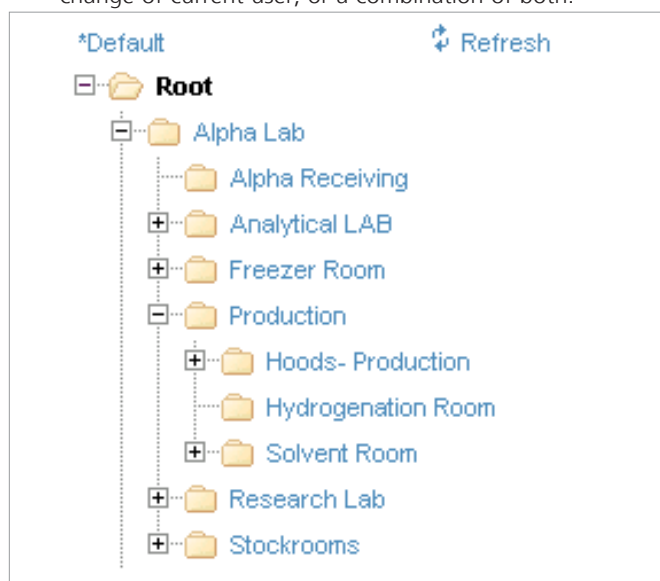 change of current user, or a combination of both.
*Default Refresh
Root
Alpha Lab
Alpha Receiving
Analytical LAB
Freezer Room
Production
Hoods- Production
Hydrogenation Room
Solvent Room
Research Lab
Stockrooms